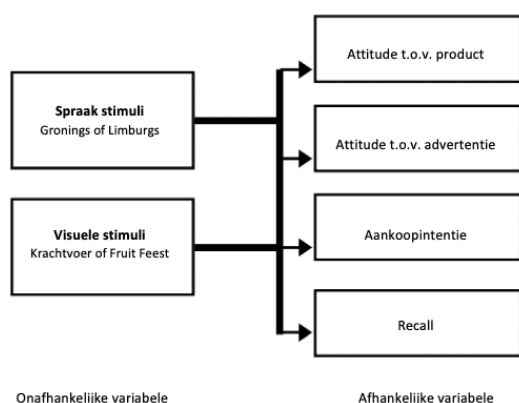 Spraak stimuli
Gronings of Limburgs
Visuele stimuli
Krachtvoer of Fruit Feest
Attitude t.o.v. product
Attitude t.o.v. advertentie
Aankoopintentie
Recall
Onafhankelijke variabele
Afhankelijke variabele